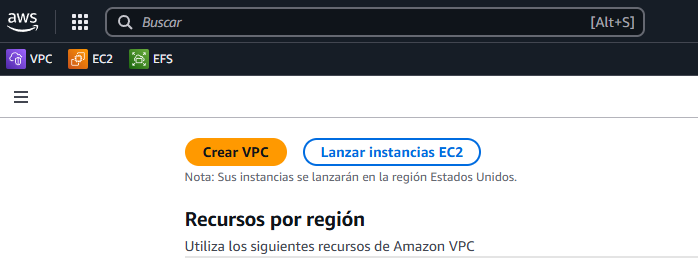 aws
Buscar [Alt+S]
VPC EC2 EFS
Crear VPC Lanzar instancias EC2
Nota: Sus instancias se lanzarán en la región Estados Unidos.
Recursos por región
Utiliza los siguientes recursos de Amazon VPC